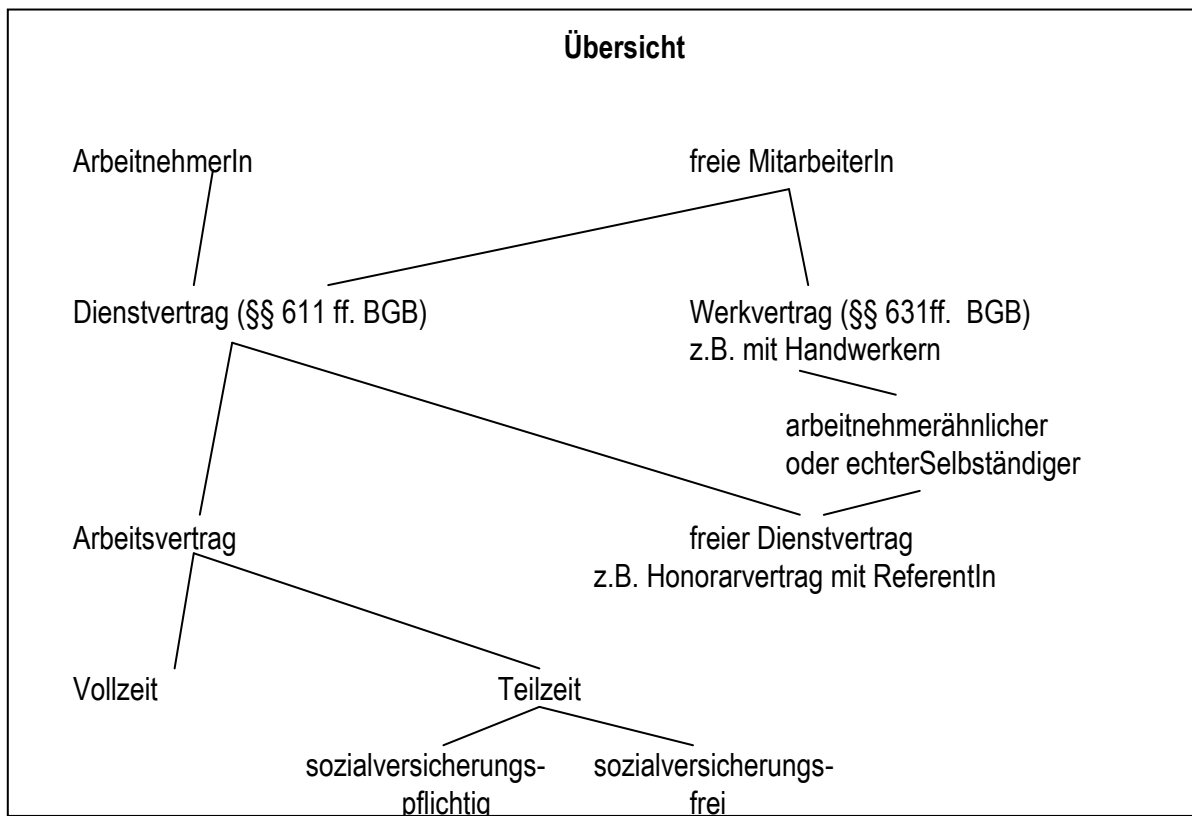 Übersicht
ArbeitnehmerIn
freie MitarbeiterIn
Dienstvertrag (§§ 611 ff. BGB)
Werkvertrag (§§ 631ff.  BGB)
z.B. mit Handwerkern
arbeitnehmerähnlicher
oder echterSelbständiger
Arbeitsvertrag
freier Dienstvertrag
z.B. Honorarvertrag mit ReferentIn
Vollzeit
Teilzeit
sozialversicherungs-
pflichtig
sozialversicherungs-
frei